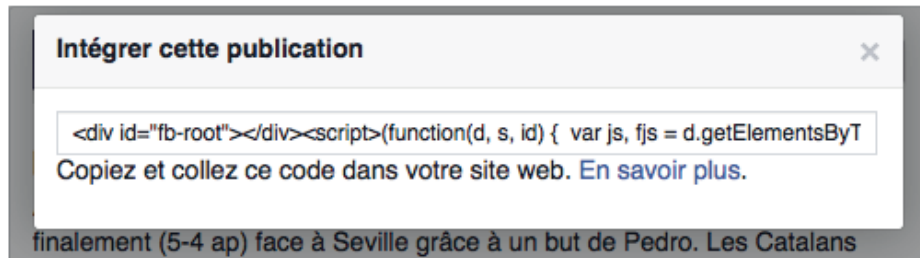 Intégrer cette publication ×
<div id="fb-root"></div><script>(function(d, s, id) {  var js, fjs = d.getElementsByT
Copiez et collez ce code dans votre site web. En savoir plus.
finalement (5-4 ap) face à Seville grâce à un but de Pedro. Les Catalans